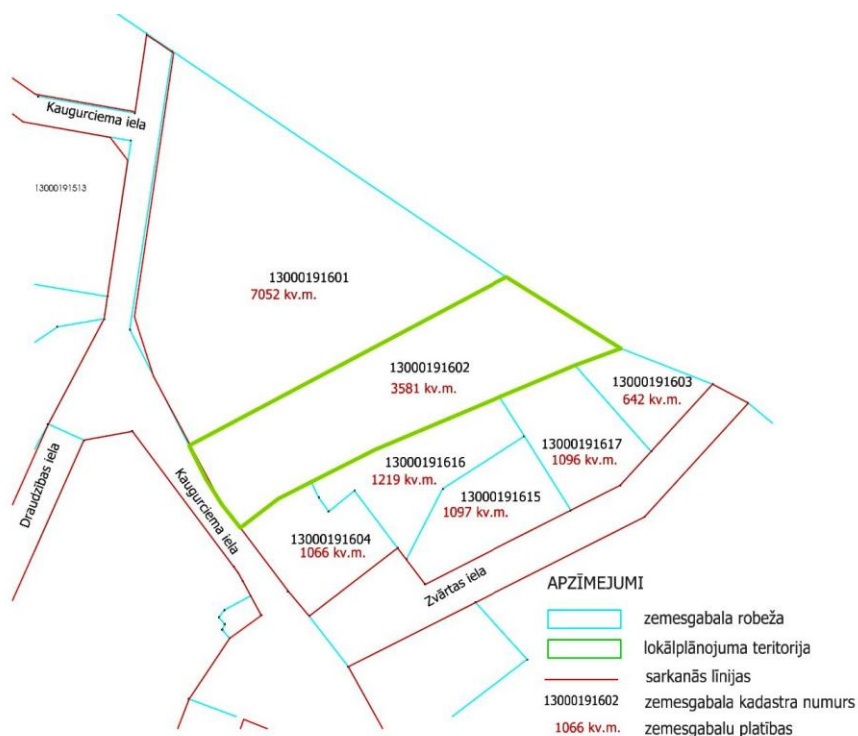 Kaugurciema iela
13000191513
13000191601
7052 kv.m.
13000191602
3581 kv.m.
13000191603
642 kv.m.
13000191617
1096 kv.m.
13000191616
1219 kv.m.
13000191615
1097 kv.m.
13000191604
1066 kv.m.
Draudzības iela
Kaugurciema iela
Zvārtas iela
APZĪMEJUMI
zemesgabala robeža
lokālplānojuma teritorija
sarkanās līnijas
13000191602 zemesgabala kadastra numurs
1066 kv.m. zemesgabalu platības